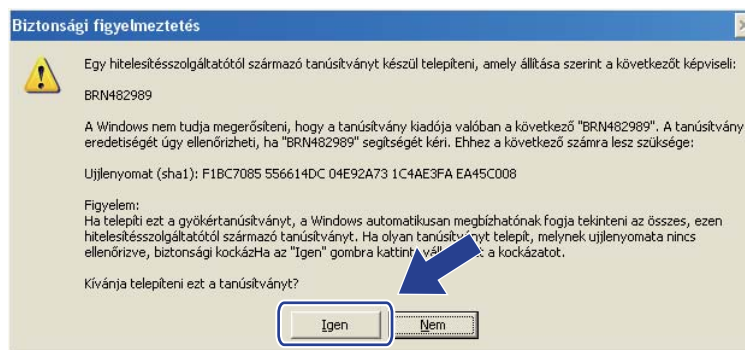 Biztonsági figyelmeztetés
Egy hitelesítésszolgáltatótól származó tanúsítványt készül telepíteni, amely állítása szerint a következőt képviseli:
BRN482989
A Windows nem tudja megerősíteni, hogy a tanúsítvány kiadója valóban a következő "BRN482989". A tanúsítvány
eredetiségét úgy ellenőrizheti, ha "BRN482989" segítségét kéri. Ehhez a következő számra lesz szüksége:
Ujjlenyomat (sha1): F1BC7085 556614DC 04E92A73 1C4AE3FA EA45C008
Figyelem:
Ha telepíti ezt a gyökértanúsítványt, a Windows automatikusan megbízhatónak fogja tekinteni az összes, ezen
hitelesítésszolgáltatótól származó tanúsítványt. Ha olyan tanúsítványt telepít, melynek ujjlenyomata nincs
ellenőrizve, biztonsági kockázHa az "Igen" gombra kattint, a kockázatot.
Kívánja telepíteni ezt a tanúsítványt?
Igen
Nem